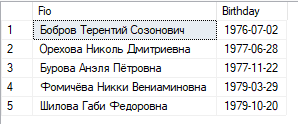 Fio Birthday
1 Бобров Терентий Созонович 1976-07-02
2 Орехова Николь Дмитриевна 1977-06-28
3 Бурова Анэля Пётровна 1977-11-22
4 Фомичёва Никки Вениаминовна 1979-03-29
5 Шилова Габи Федоровна 1979-10-20